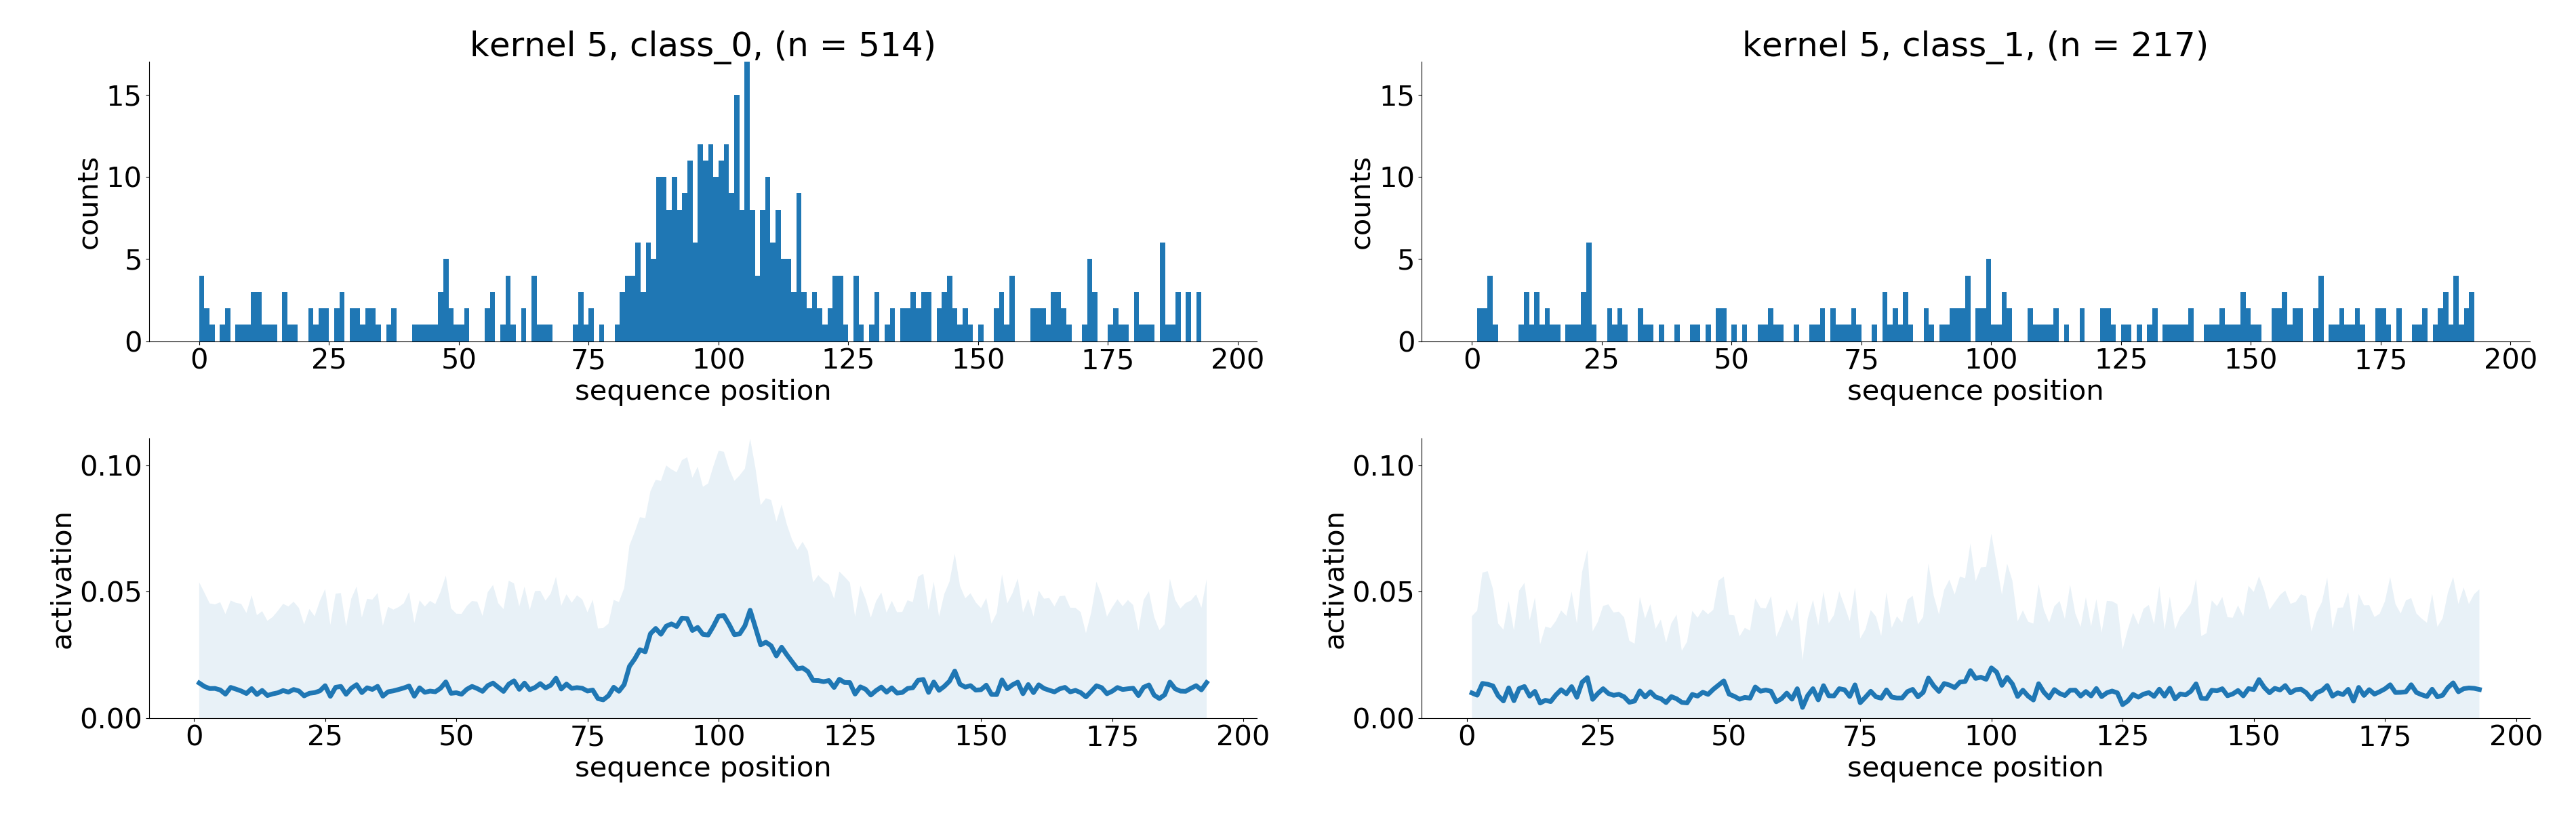 kernel 5, class_0, (n = 514)
15
10
5
0
counts
0 25 50 75 100 125 150 175 200
sequence position
kernel 5, class_1, (n = 217)
15
10
5
0
counts
0 25 50 75 100 125 150 175 200
sequence position
0.10
0.05
0.00
activation
0 25 50 75 100 125 150 175 200
sequence position
0.10
0.05
0.00
activation
0 25 50 75 100 125 150 175 200
sequence position